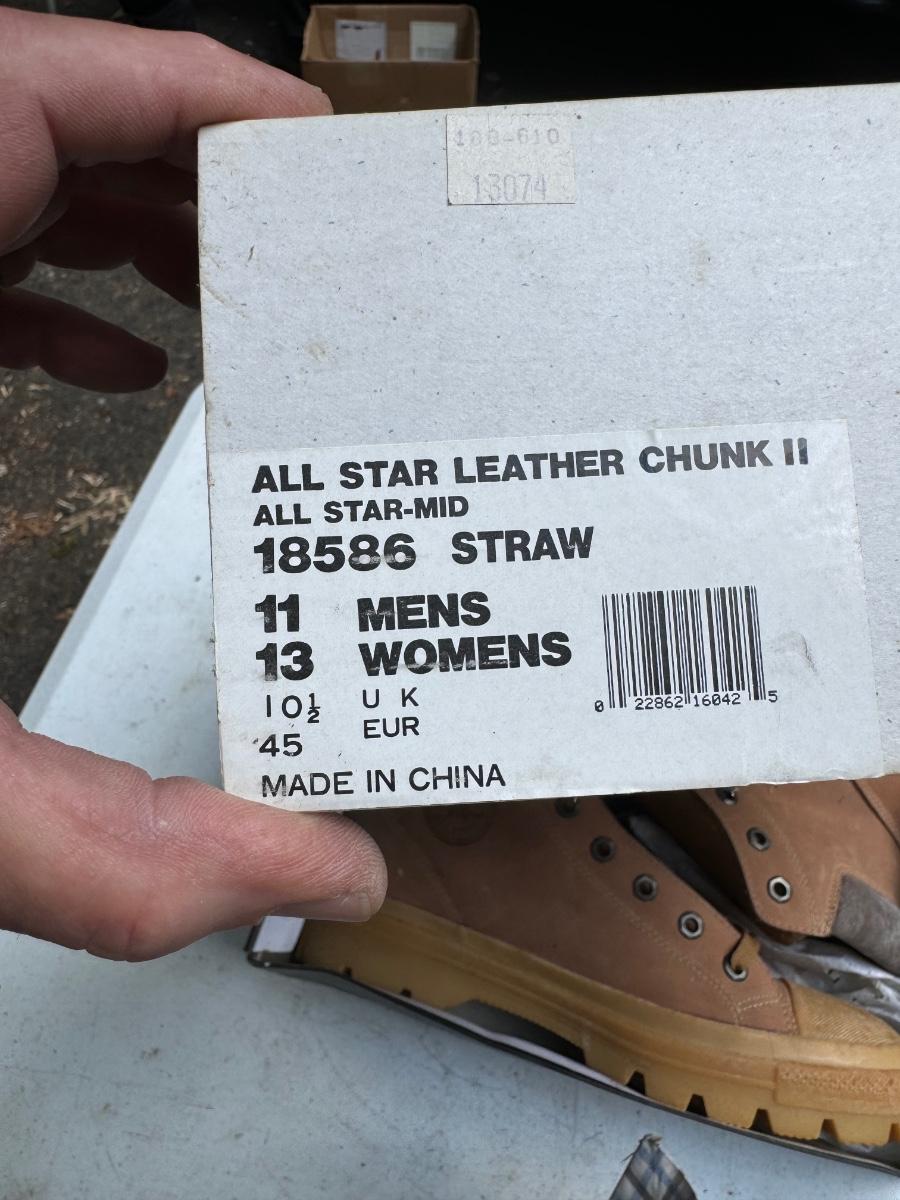 188-610
13074
ALL STAR LEATHER CHUNK II
ALL STAR-MID
18586 STRAW
11 MENS
13 WOMENS
10½ U K
45 EUR
0 22862 16042 5
MADE IN CHINA